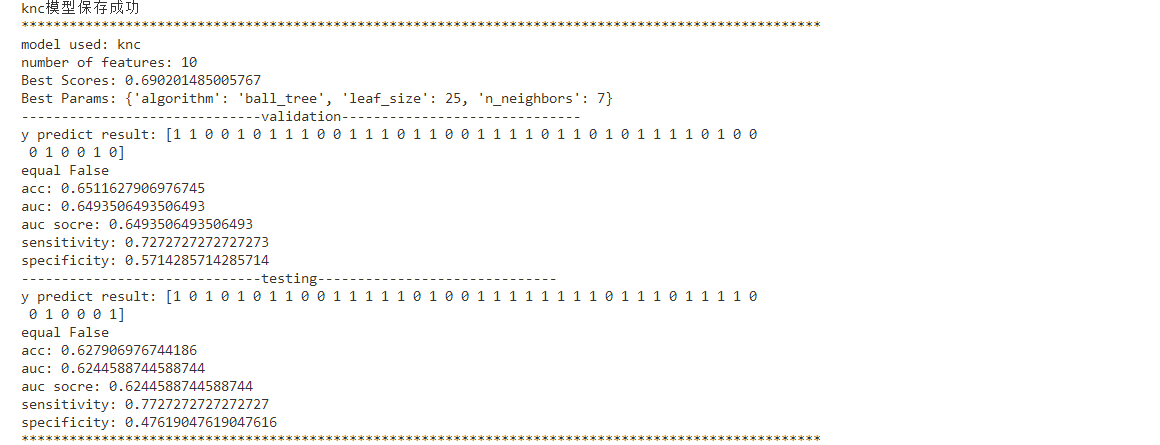 knc模型保存成功
****************************************************************************************************
model used: knc
number of features: 10
Best Scores: 0.690201485005767
Best Params: {'algorithm': 'ball_tree', 'leaf_size': 25, 'n_neighbors': 7}
------------------------------validation------------------------------
y predict result: [1 1 0 0 1 0 1 1 1 0 0 1 1 1 0 1 1 0 0 1 1 1 1 0 1 1 0 1 0 1 1 1 1 0 1 0 0
0 1 0 0 1 0]
equal False
acc: 0.6511627906976745
auc: 0.6493506493506493
auc socre: 0.6493506493506493
sensitivity: 0.7272727272727273
specificity: 0.5714285714285714
------------------------------testing------------------------------
y predict result: [1 0 1 0 1 0 1 1 0 0 1 1 1 1 1 0 1 0 0 1 1 1 1 1 1 1 1 0 1 1 1 0 1 1 1 1 0
0 1 0 0 0 1]
equal False
acc: 0.627906976744186
auc: 0.6244588744588744
auc socre: 0.6244588744588744
sensitivity: 0.7727272727272727
specificity: 0.47619047619047616
****************************************************************************************************